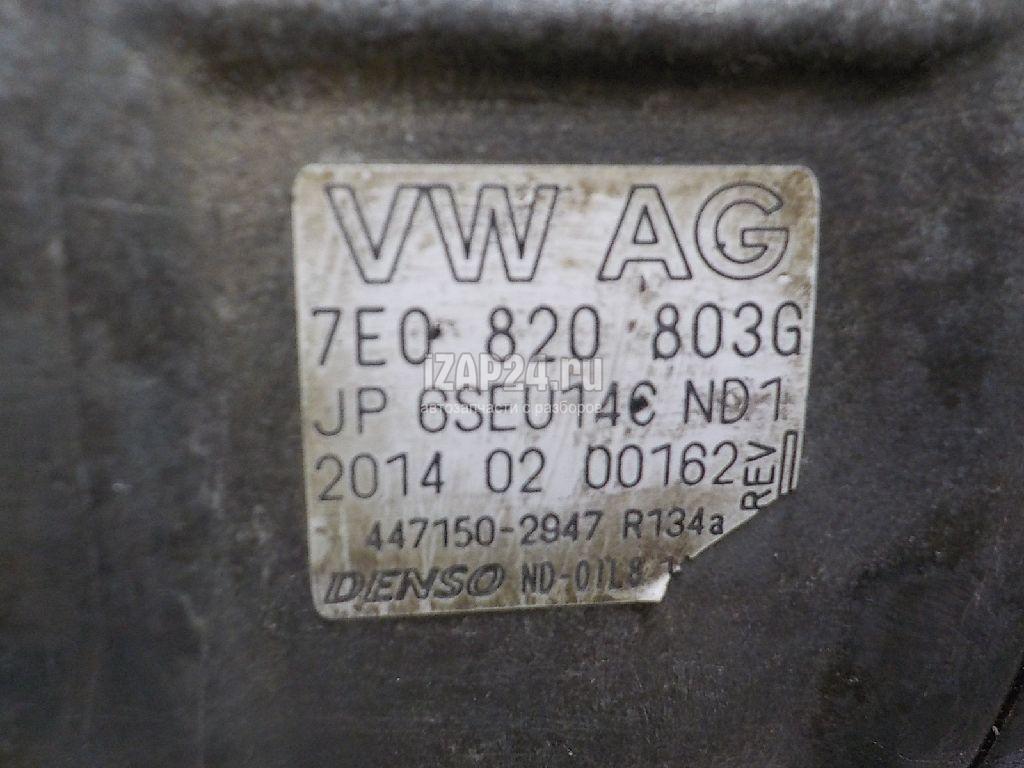 VW AG
7E0 820 803G
iZAP24.ru
JP 6SEU14C ND1
автозапчасти с разборов
2014 02 00162
REV
447150-2947 R134a
DENSO ND-OIL8